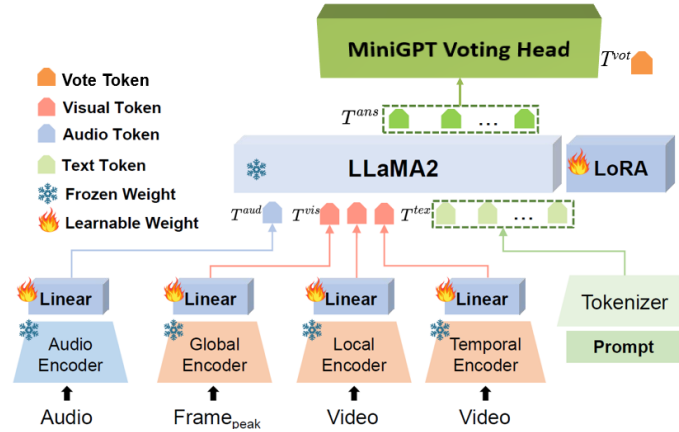 MiniGPT Voting Head
T^{vot}
Vote Token
Visual Token
Audio Token
Text Token
Frozen Weight
Learnable Weight
T^{ans}
...
LLaMA2
LoRA
T^{aud}
T^{vis}
T^{tex}
...
Linear
Linear
Linear
Linear
Audio
Encoder
Global
Encoder
Local
Encoder
Temporal
Encoder
Tokenizer
Prompt
Audio
Frame_{peak}
Video
Video